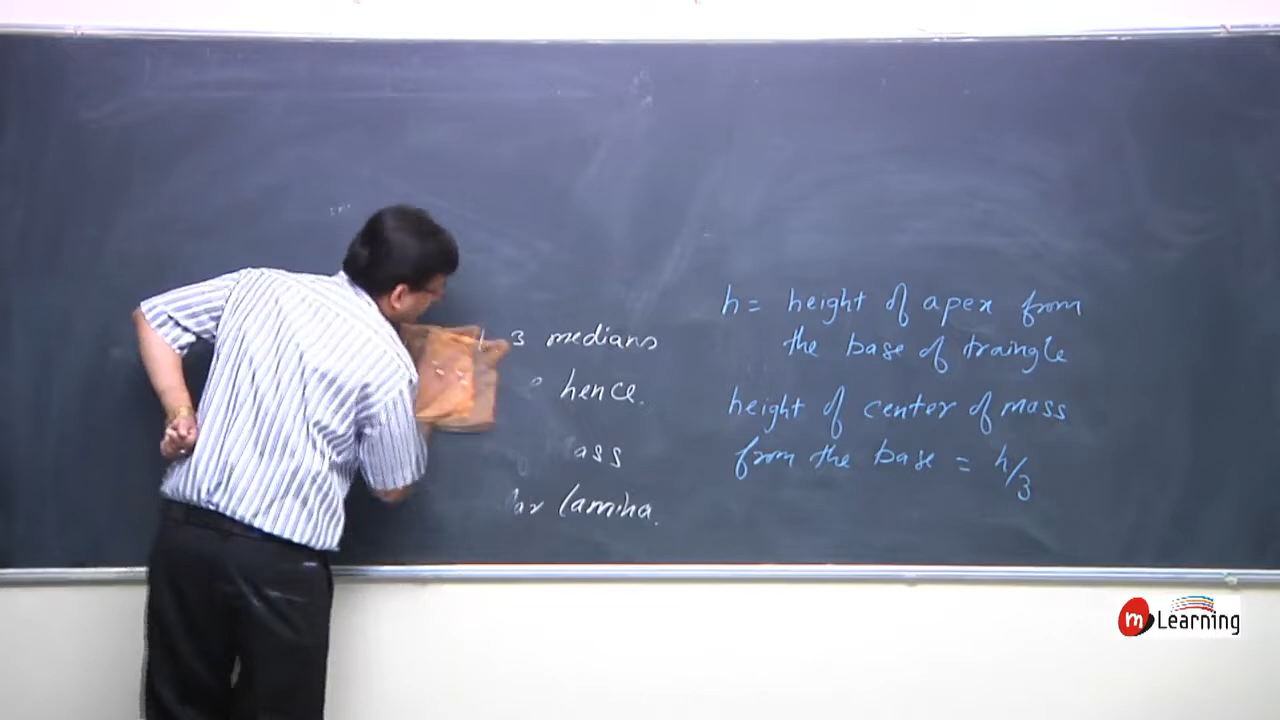 3 medians
hence.
ass
lar lamina.
h = height of apex from
the base of traingle
height of center of mass
from the base = h/3
m Learning